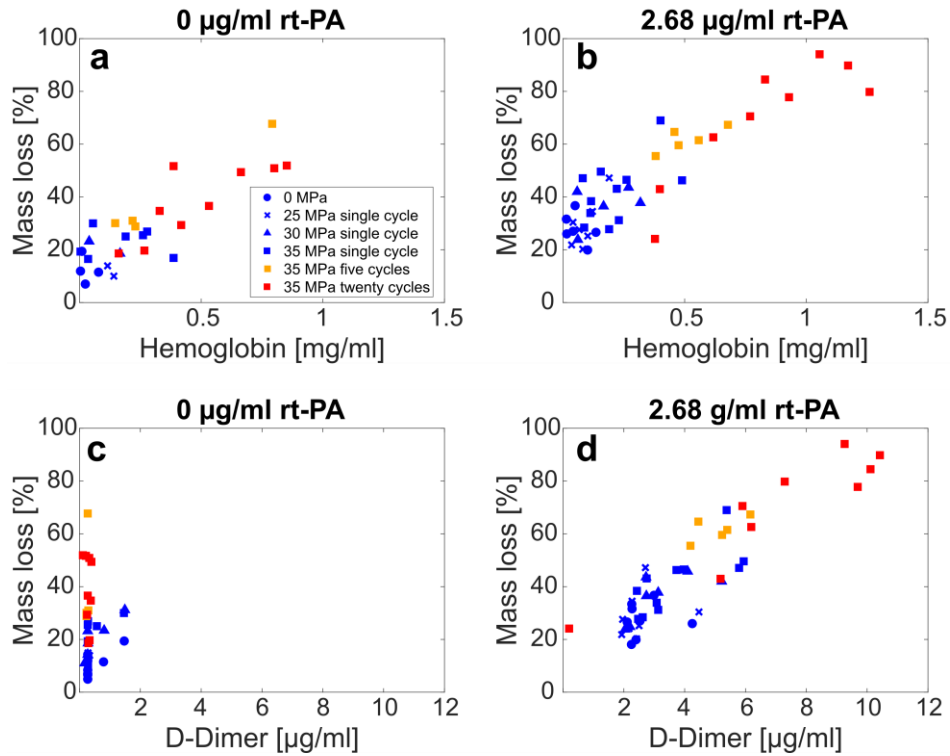 0 µg/ml rt-PA
2.68 µg/ml rt-PA
a
b
100
80
60
40
20
0
Mass loss [%]
0 MPa
25 MPa single cycle
30 MPa single cycle
35 MPa single cycle
35 MPa five cycles
35 MPa twenty cycles
0.5
1
1.5
Hemoglobin [mg/ml]
100
80
60
40
20
0
Mass loss [%]
0.5
1
1.5
Hemoglobin [mg/ml]
0 µg/ml rt-PA
2.68 g/ml rt-PA
c
d
100
80
60
40
20
0
Mass loss [%]
2 4 6 8 10 12
D-Dimer [µg/ml]
100
80
60
40
20
0
Mass loss [%]
2 4 6 8 10 12
D-Dimer [µg/ml]